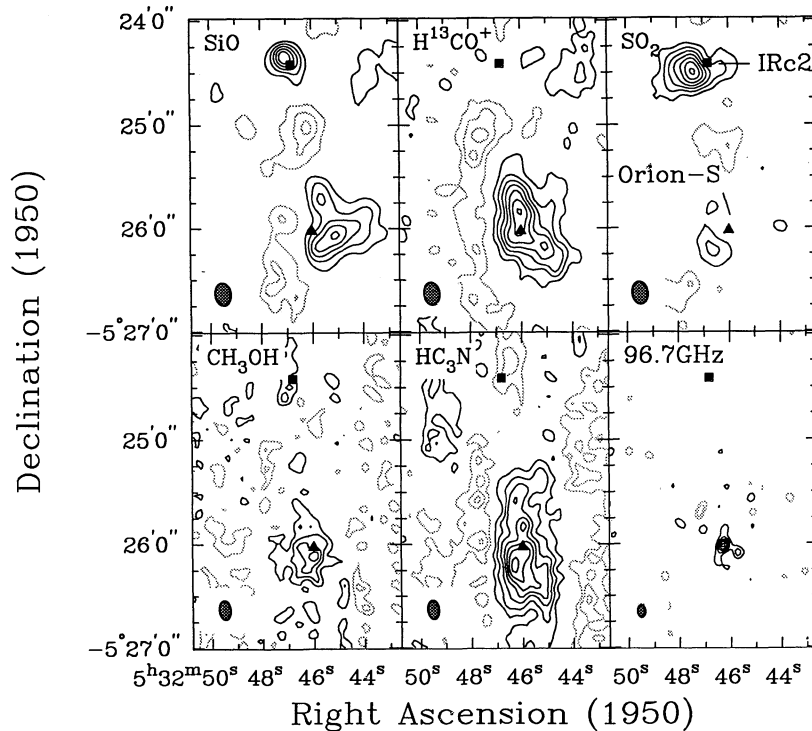 24'0"
SiO
H¹³CO⁺
SO₂
IRc2
25'0"
Orion-S
26'0"
-5°27'0"
CH₃OH
HC₃N
96.7GHz
25'0"
26'0"
-5°27'0"
5ʰ32ᵐ50ˢ 48ˢ 46ˢ 44ˢ 50ˢ 48ˢ 46ˢ 44ˢ 50ˢ 48ˢ 46ˢ 44ˢ
Right Ascension (1950)
Declination (1950)